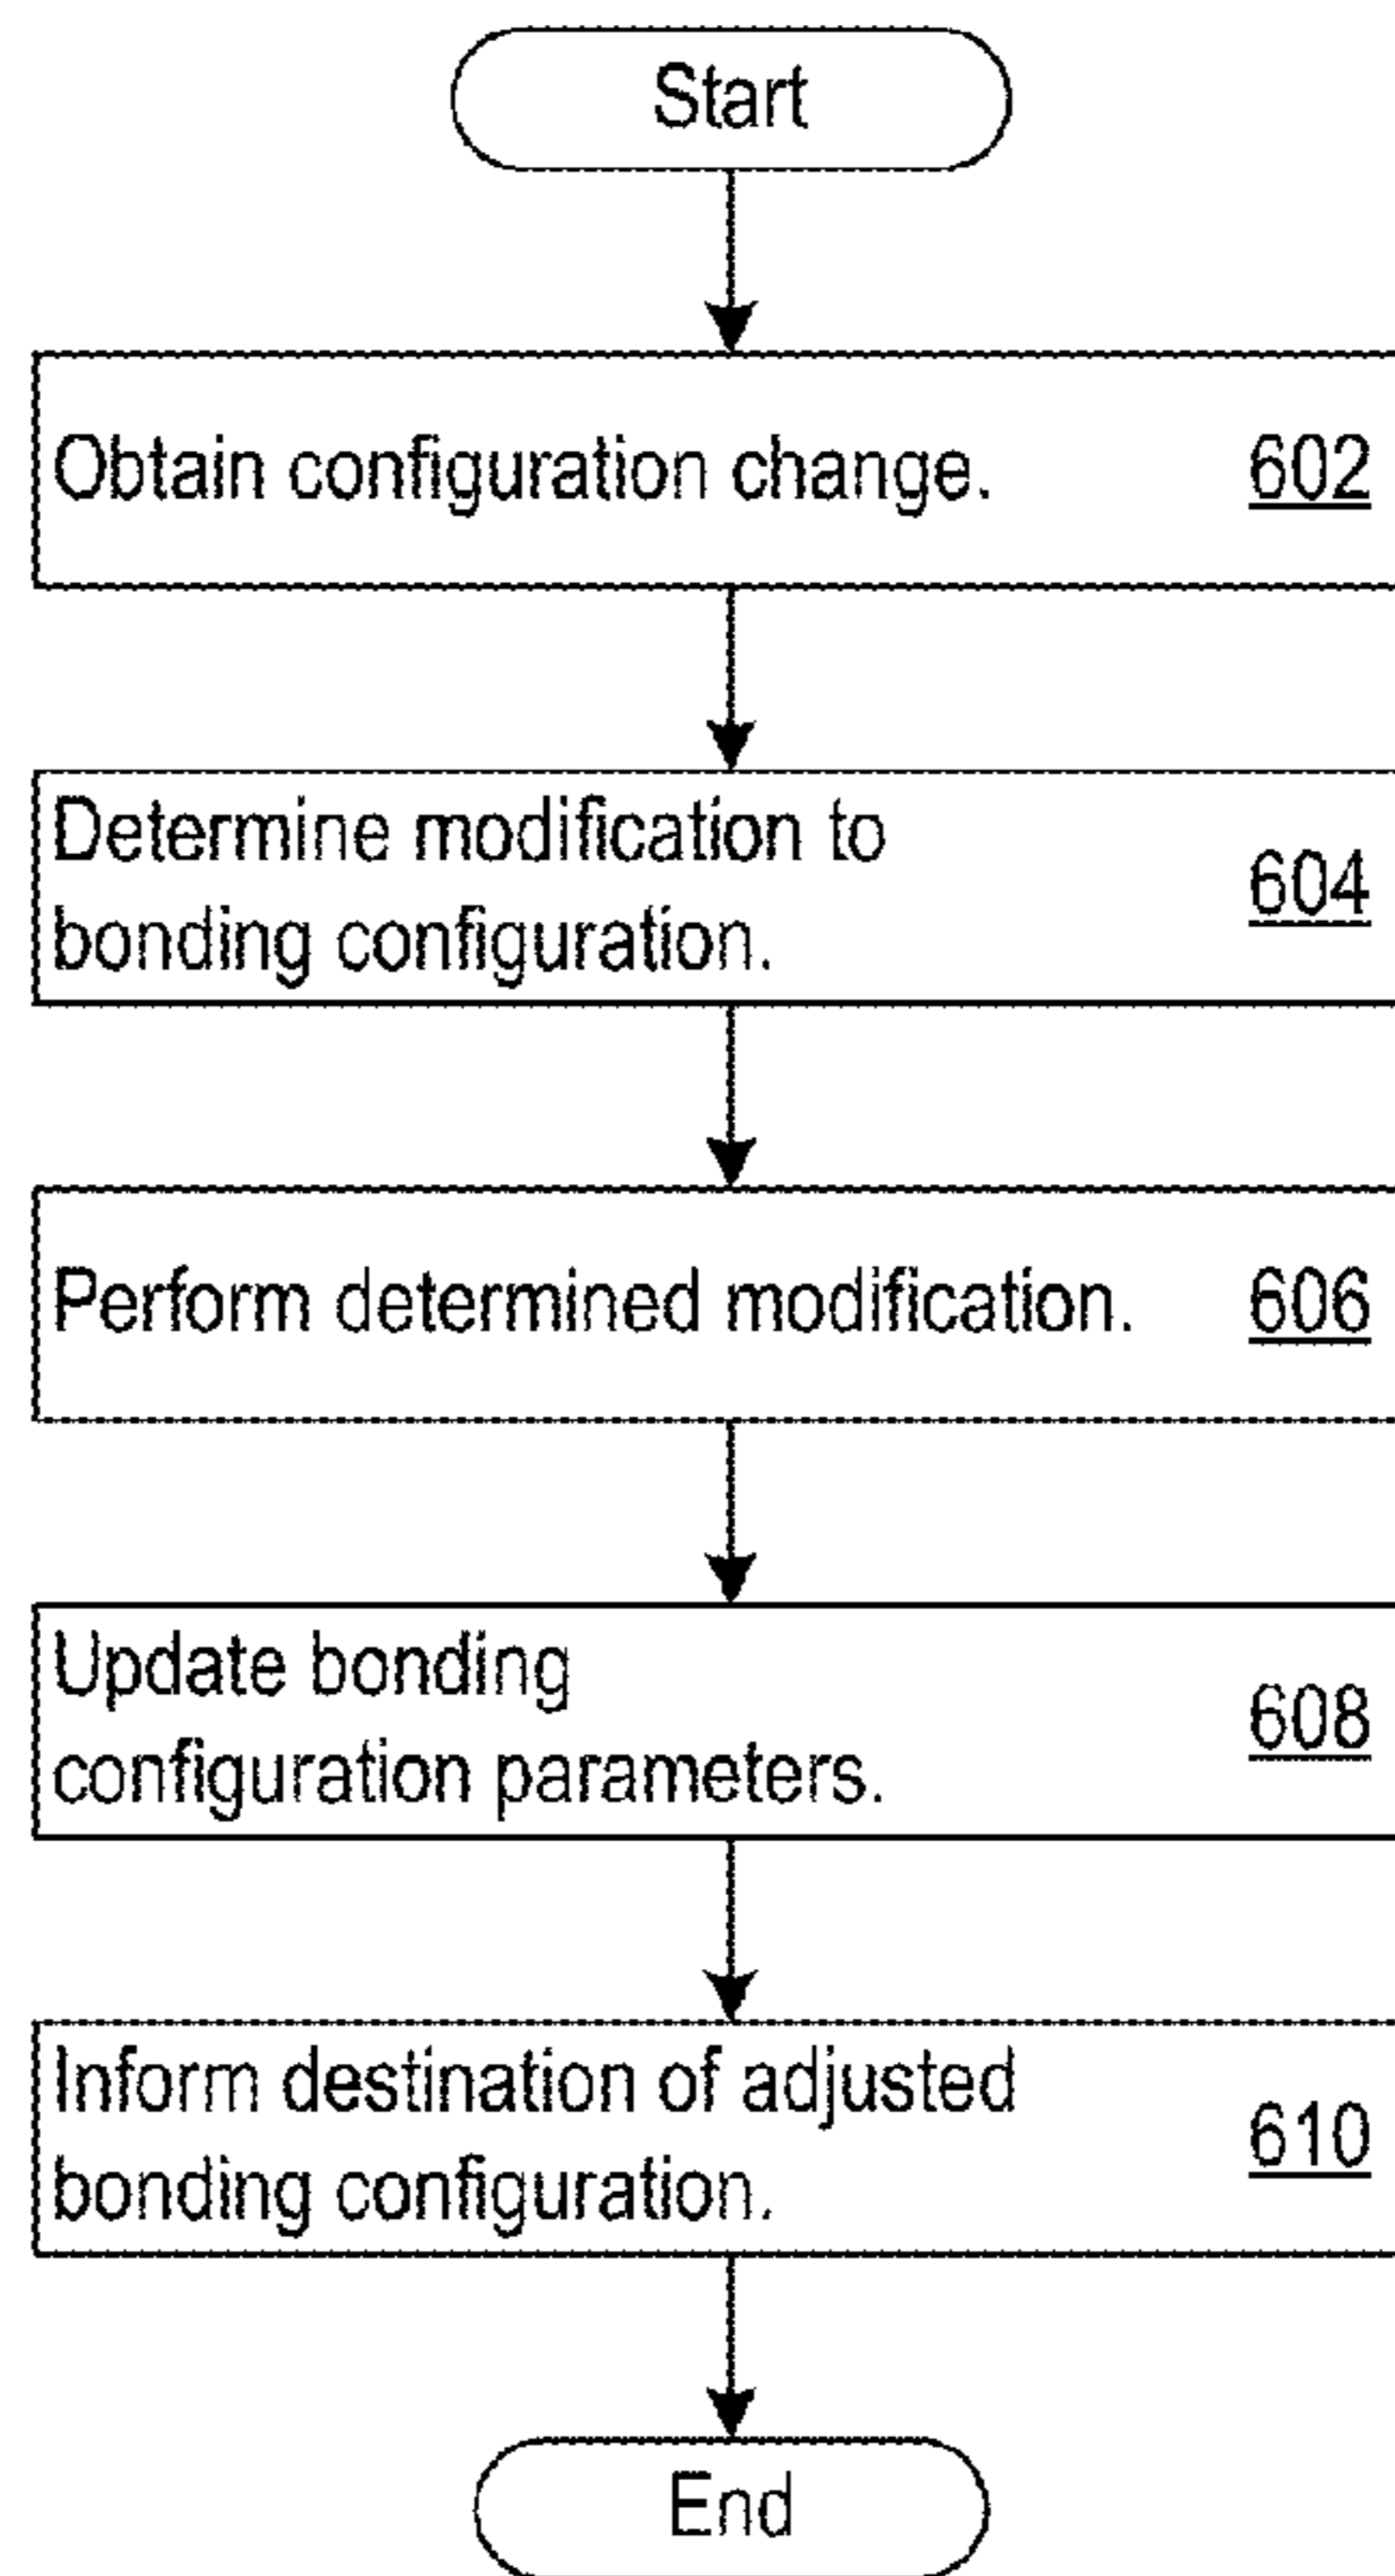 Start
Obtain configuration change. 602
Determine modification to
bonding configuration. 604
Perform determined modification. 606
Update bonding
configuration parameters. 608
Inform destination of adjusted
bonding configuration. 610
End